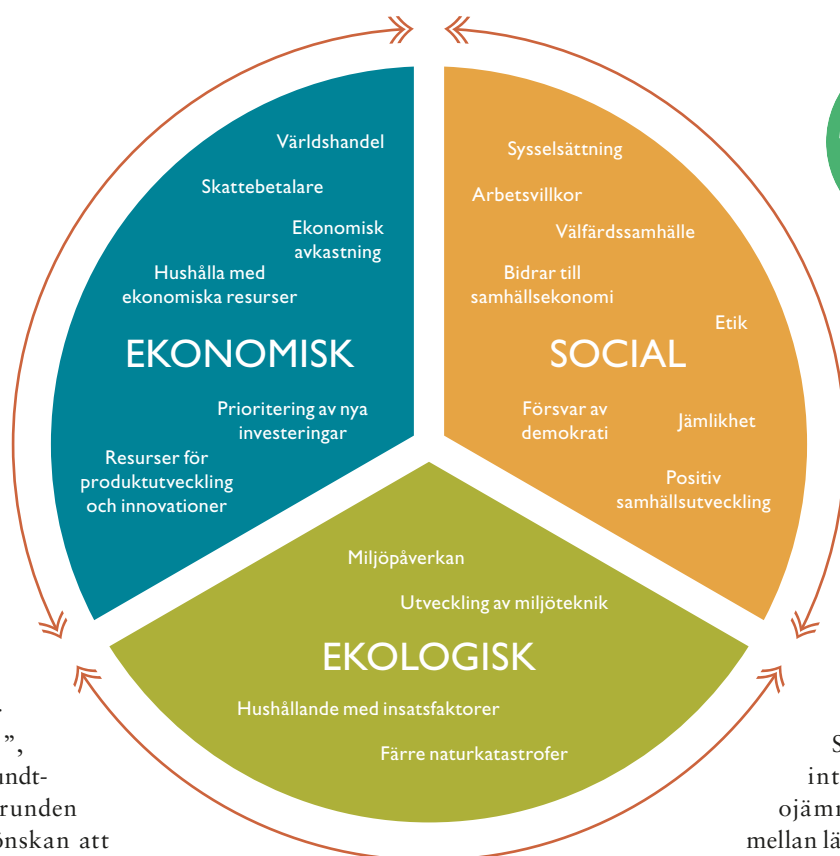 Världshandel
Skattebetalare
Ekonomisk
avkastning
Hushålla med
ekonomiska resurser
EKONOMISK
Prioritering av nya
investeringar
Resurser för
produktutveckling
och innovationer
Sysselsättning
Arbetsvillkor
Välfärdssamhälle
Bidrar till
samhällsekonomi
Etik
SOCIAL
Försvar av
demokrati
Jämlikhet
Positiv
samhällsutveckling
Miljöpåverkan
Utveckling av miljöteknik
EKOLOGISK
Hushållande med insatsfaktorer
Färre naturkatastrofer
”,
undt-
runden
önskan att
S
int
ojämn
mellan lä